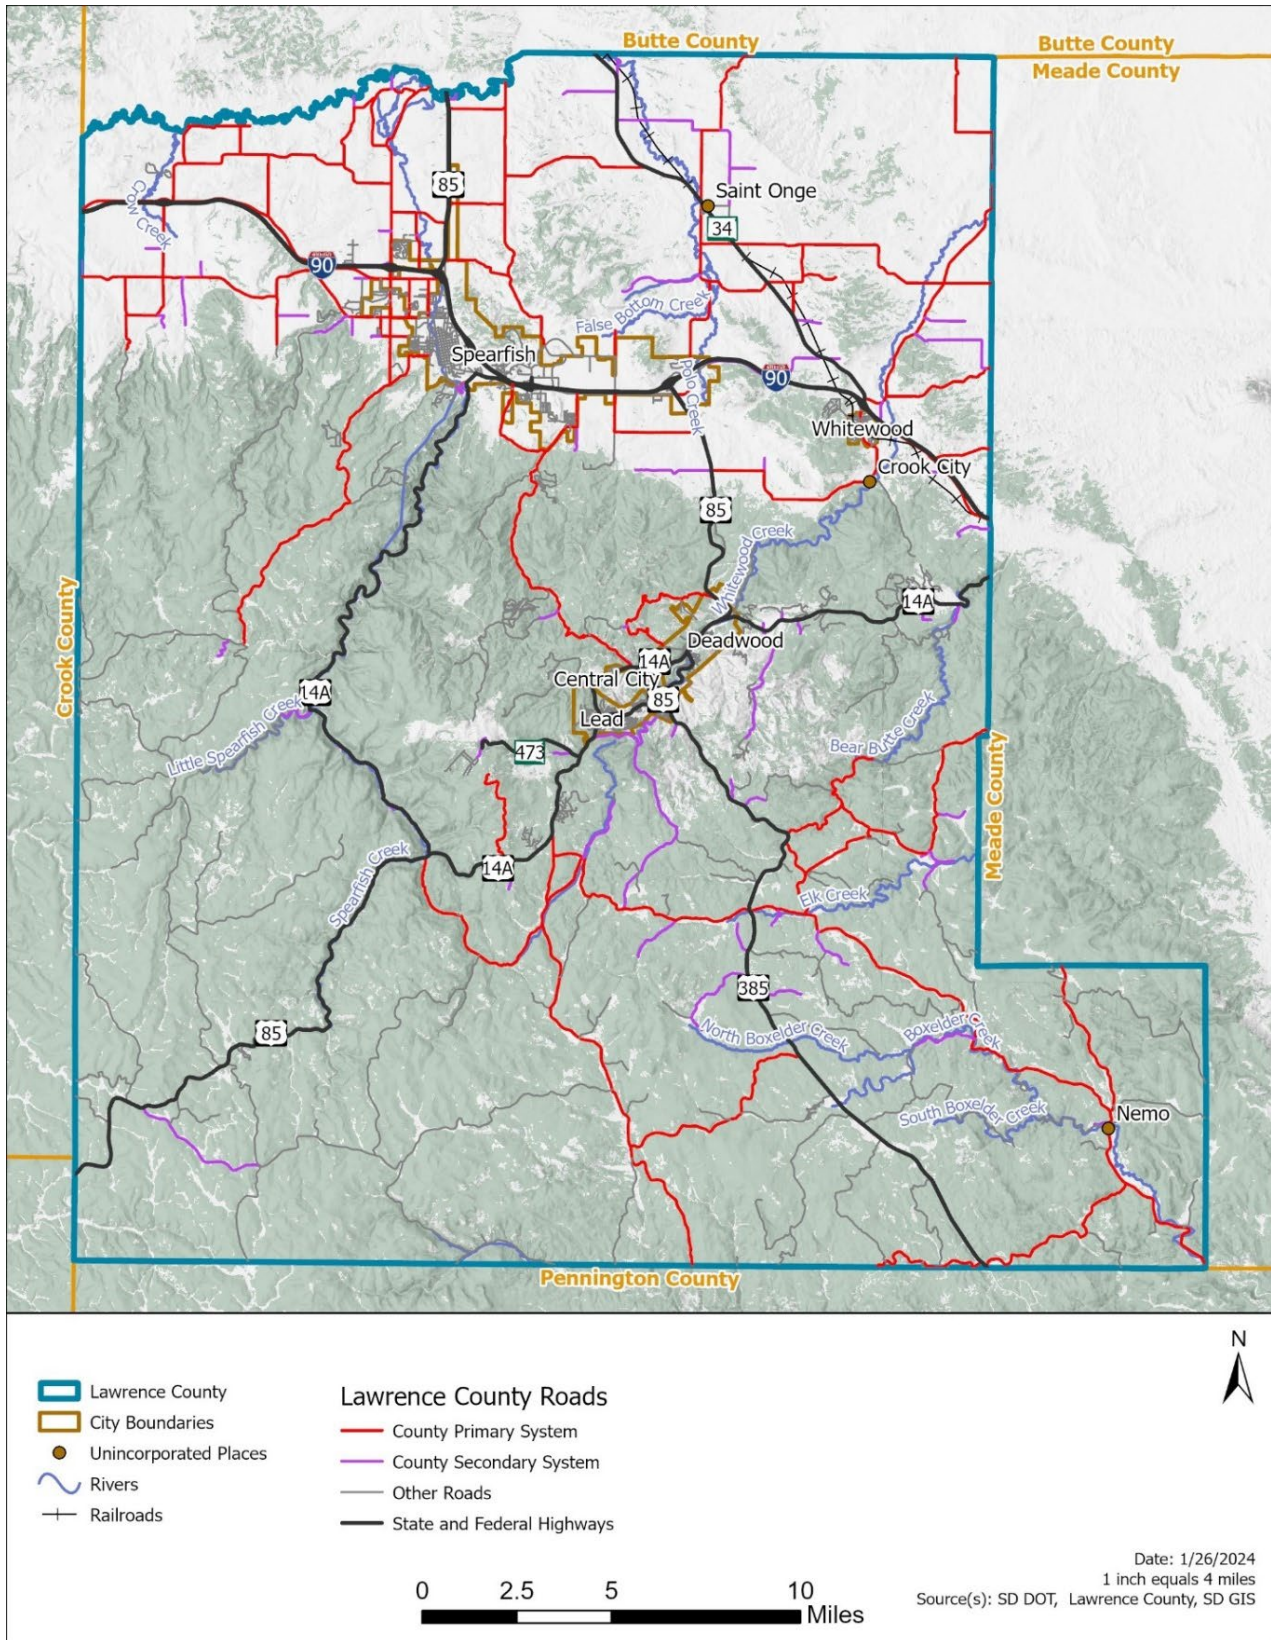 Butte County
Butte County
Meade County
85
Saint Onge
34
Crow Creek
90
False Bottom Creek
Spearfish
Polo Creek
90
Whitewood
Crook City
85
Whitewood Creek
Crook County
14A
Deadwood
14A
Central City
85
14A
Lead
Little Spearfish Creek
Bear Butte Creek
473
Meade County
14A
Spearfish Creek
Elk Creek
385
North Boxelder Creek
Boxelder Creek
85
South Boxelder Creek
Nemo
Pennington County
N
Lawrence County
City Boundaries
Unincorporated Places
Rivers
Railroads
Lawrence County Roads
County Primary System
County Secondary System
Other Roads
State and Federal Highways
0 2.5 5 10
Miles
Date: 1/26/2024
1 inch equals 4 miles
Source(s): SD DOT, Lawrence County, SD GIS